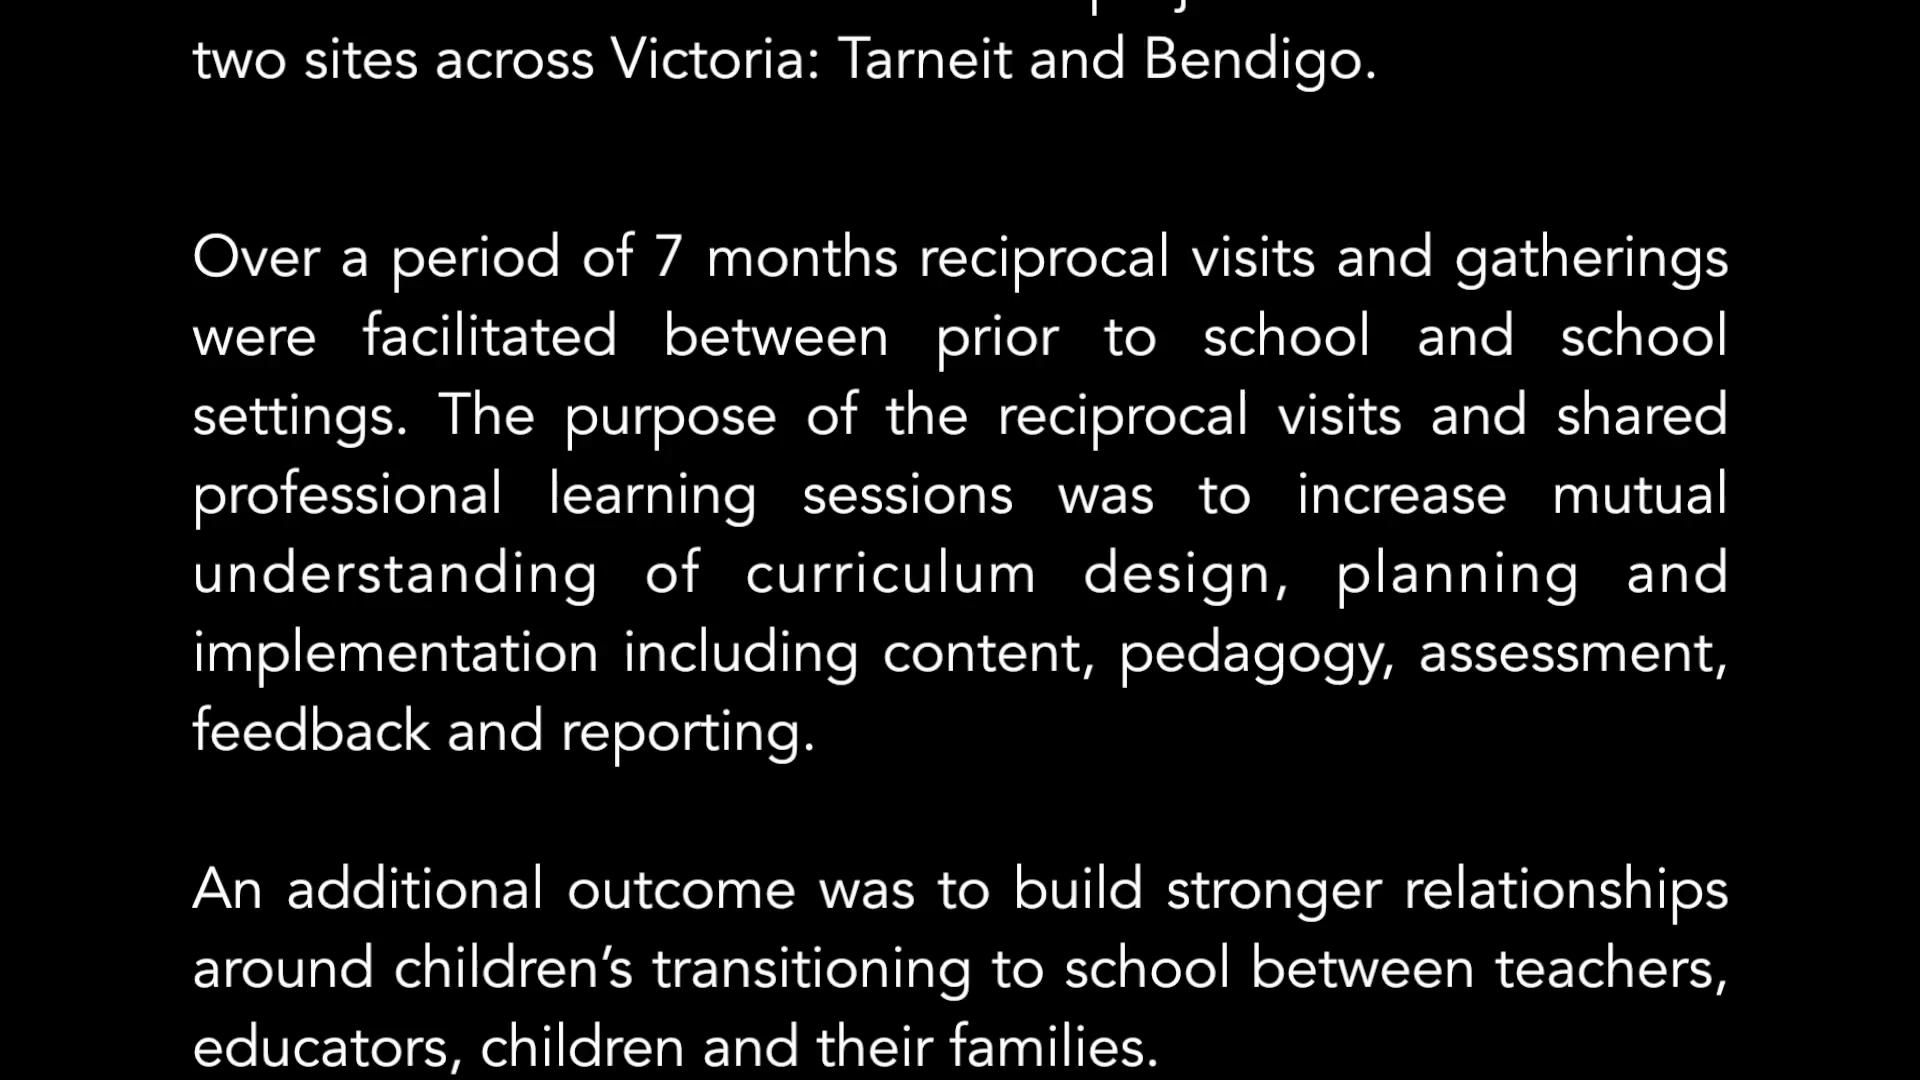 two sites across Victoria: Tarneit and Bendigo.
Over a period of 7 months reciprocal visits and gatherings
were facilitated between prior to school and school
settings. The purpose of the reciprocal visits and shared
professional learning sessions was to increase mutual
understanding of curriculum design, planning and
implementation including content, pedagogy, assessment,
feedback and reporting.
An additional outcome was to build stronger relationships
around children’s transitioning to school between teachers,
educators, children and their families.